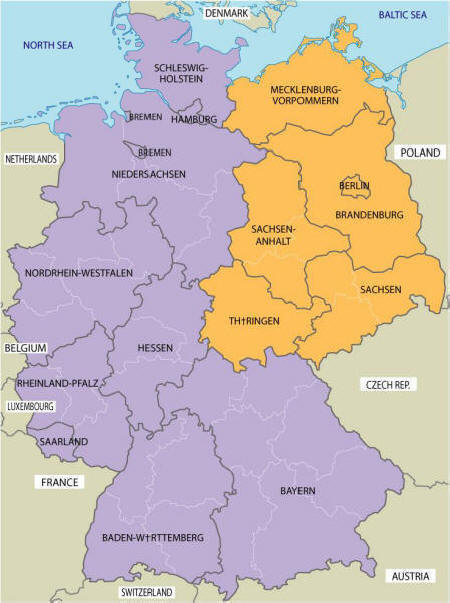 DENMARK
BALTIC SEA
NORTH SEA
SCHLESWIG-
HOLSTEIN
MECKLENBURG-
VORPOMMERN
BREMEN
HAMBURG
BREMEN
NETHERLANDS
POLAND
NIEDERSACHSEN
BERLIN
BRANDENBURG
SACHSEN-
ANHALT
NORDRHEIN-WESTFALEN
SACHSEN
TH†RINGEN
BELGIUM
HESSEN
RHEINLAND-PFALZ
CZECH REP.
LUXEMBOURG
SAARLAND
FRANCE
BAYERN
BADEN-W†RTTEMBERG
AUSTRIA
SWITZERLAND